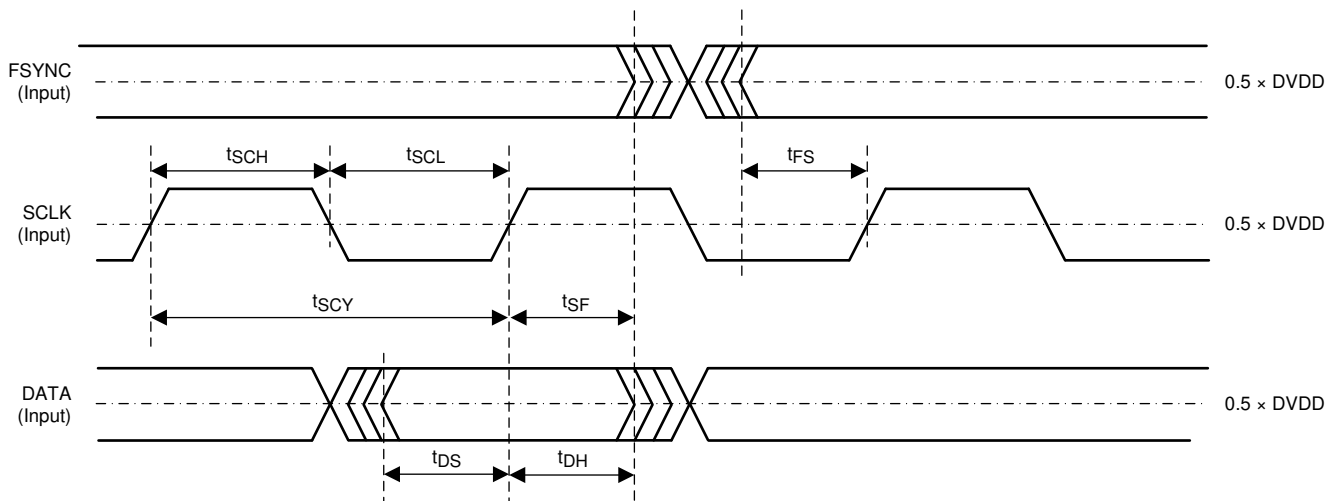 FSYNC
(Input)
0.5 × DVDD
tSCH
tSCL
tFS
SCLK
(Input)
0.5 × DVDD
tSCY
tSF
DATA
(Input)
0.5 × DVDD
tDS
tDH